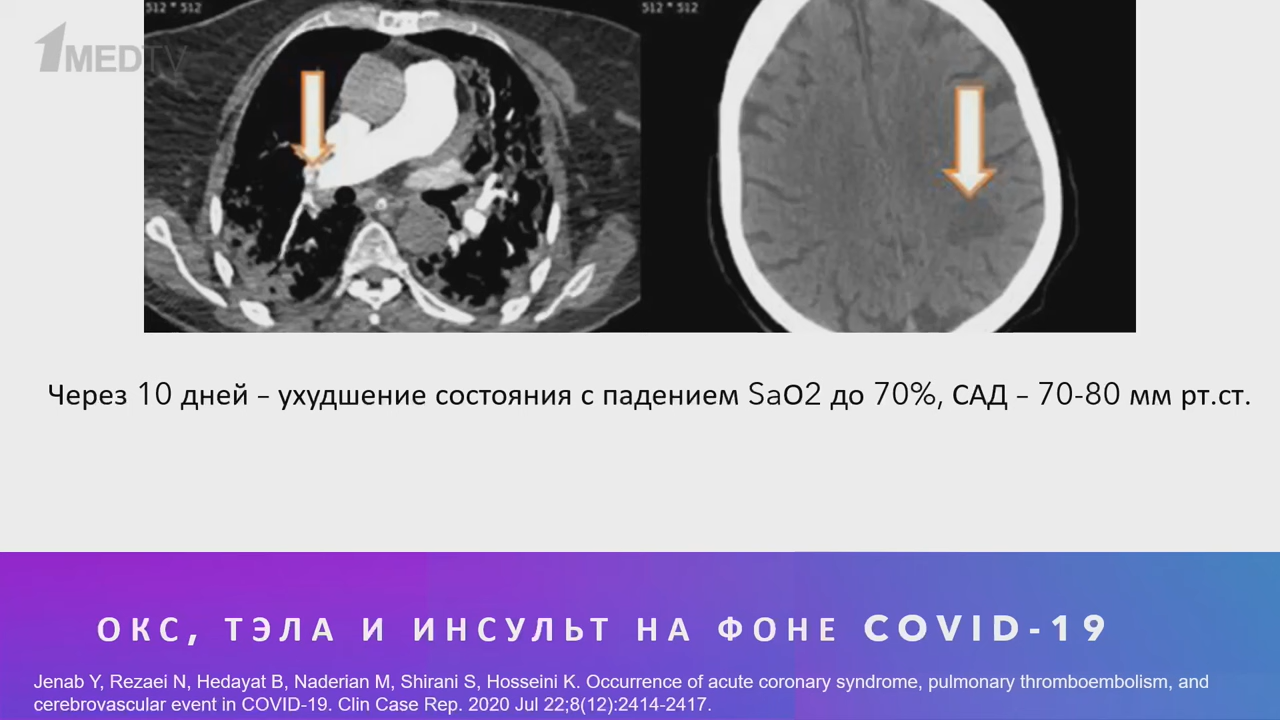 512 * 512
512 * 512
1MEDTV
Через 10 дней – ухудшение состояния с падением SaO2 до 70%, САД – 70-80 мм рт.ст.
ОКС, ТЭЛА И ИНСУЛЬТ НА ФОНЕ COVID-19
Jenab Y, Rezaei N, Hedayat B, Naderian M, Shirani S, Hosseini K. Occurrence of acute coronary syndrome, pulmonary thromboembolism, and
cerebrovascular event in COVID-19. Clin Case Rep. 2020 Jul 22;8(12):2414-2417.